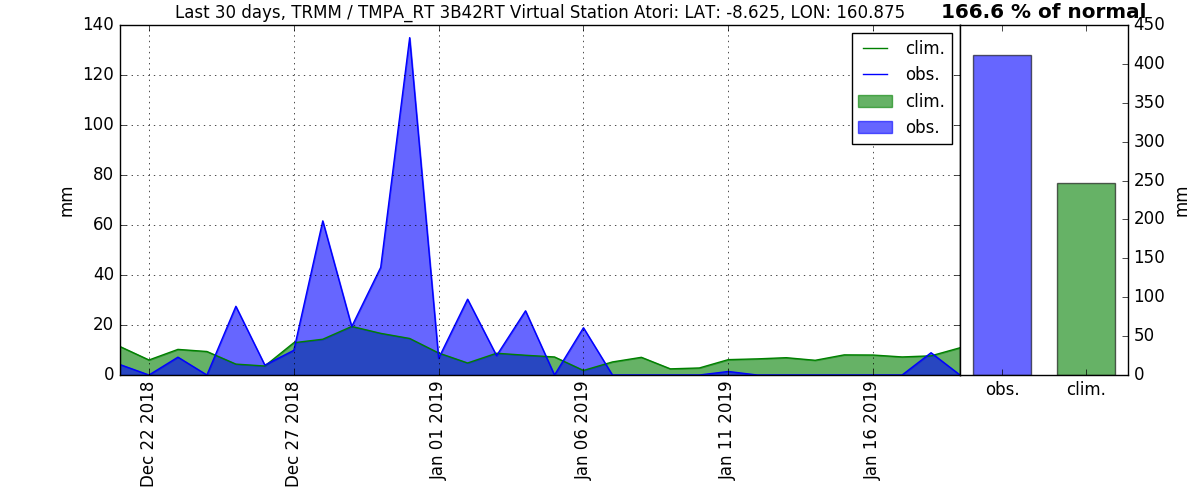 Last 30 days, TRMM / TMPA_RT 3B42RT Virtual Station Atori: LAT: -8.625, LON: 160.875
166.6 % of normal
140
120
100
80
60
40
20
0
mm
clim.
obs.
clim.
obs.
Dec 22 2018
Dec 27 2018
Jan 01 2019
Jan 06 2019
Jan 11 2019
Jan 16 2019
450
400
350
300
250
200
150
100
50
0
mm
obs.
clim.